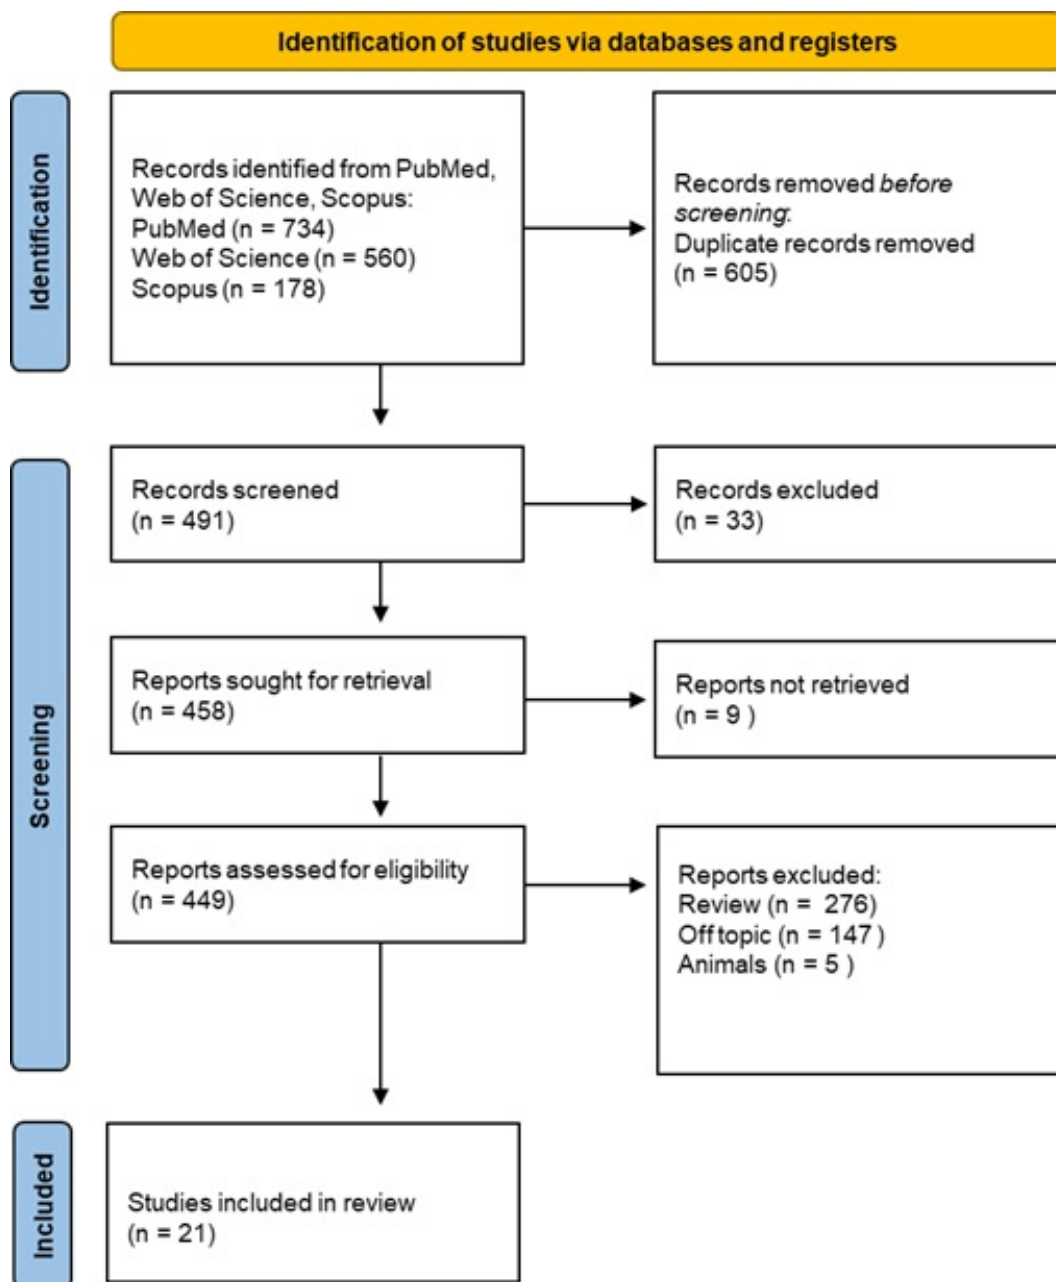 Identification of studies via databases and registers
Identification
Records identified from PubMed,
Web of Science, Scopus:
PubMed (n = 734)
Web of Science (n = 560)
Scopus (n = 178)
Records removed before
screening:
Duplicate records removed
(n = 605)
Screening
Records screened
(n = 491)
Records excluded
(n = 33)
Reports sought for retrieval
(n = 458)
Reports not retrieved
(n = 9 )
Reports assessed for eligibility
(n = 449)
Reports excluded:
Review (n =  276)
Off topic (n = 147 )
Animals (n = 5 )
Included
Studies included in review
(n = 21)